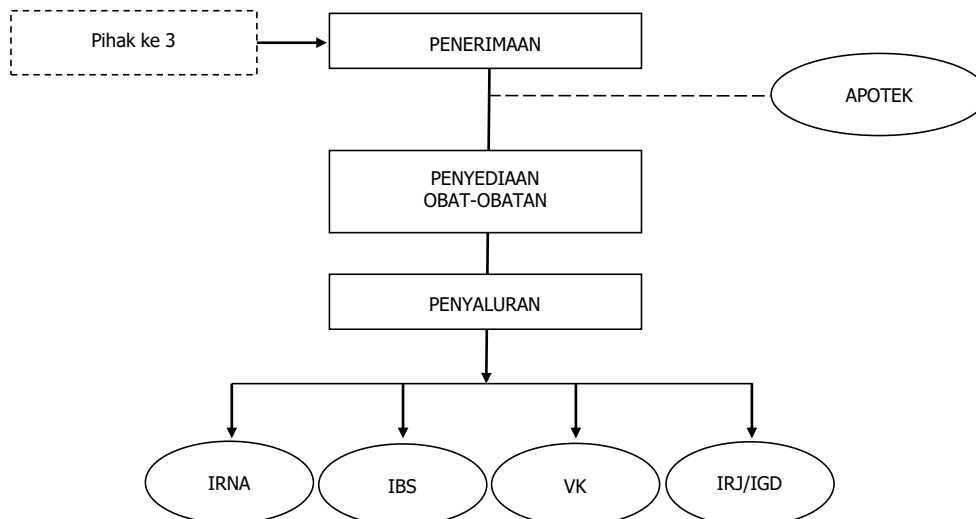 Pihak ke 3
PENERIMAAN
APOTEK
PENYEDIAAN
OBAT-OBATAN
PENYALURAN
IRNA
IBS
VK
IRJ/IGD